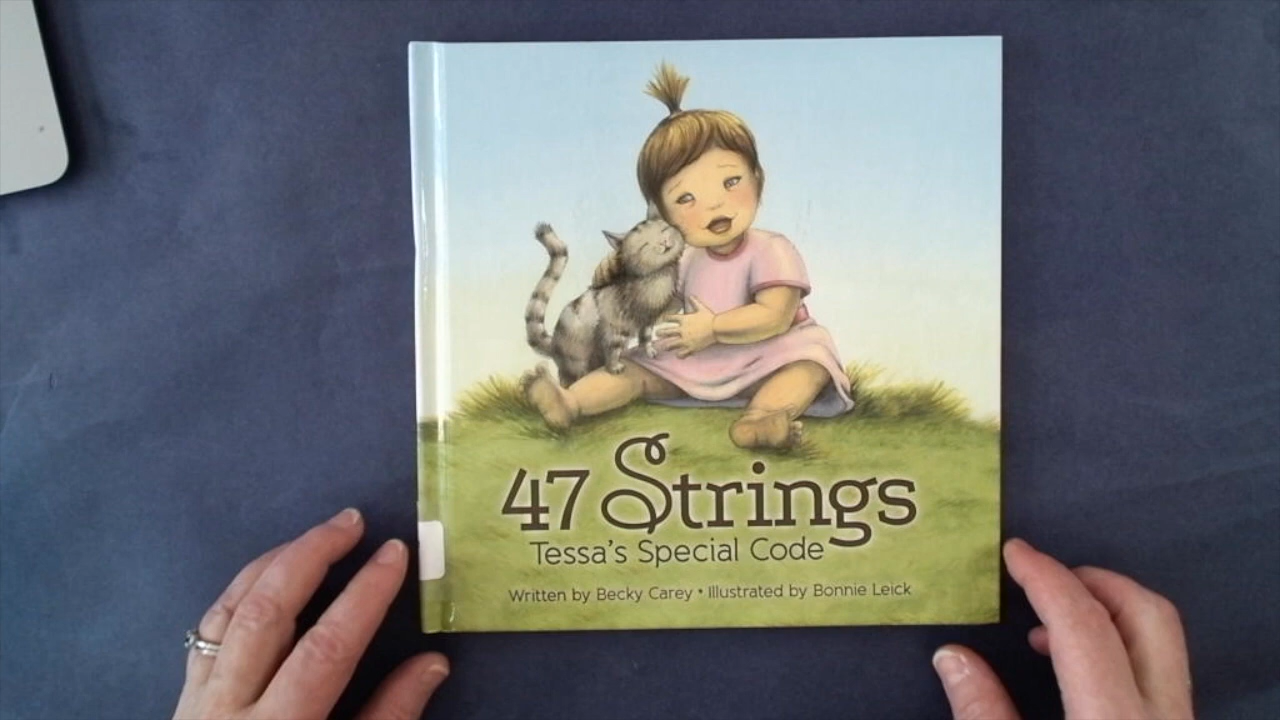 47 Strings
Tessa's Special Code
Written by Becky Carey • Illustrated by Bonnie Leick